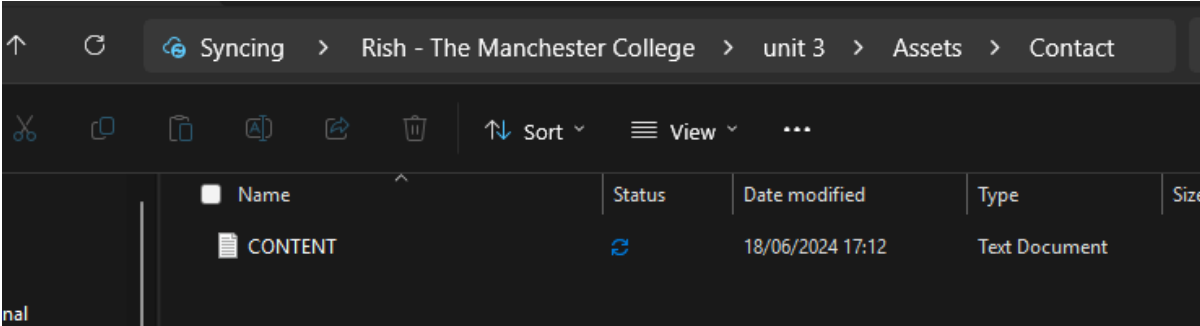 Syncing > Rish - The Manchester College > unit 3 > Assets > Contact
Sort View
Name Status Date modified Type Size
CONTENT 18/06/2024 17:12 Text Document
nal